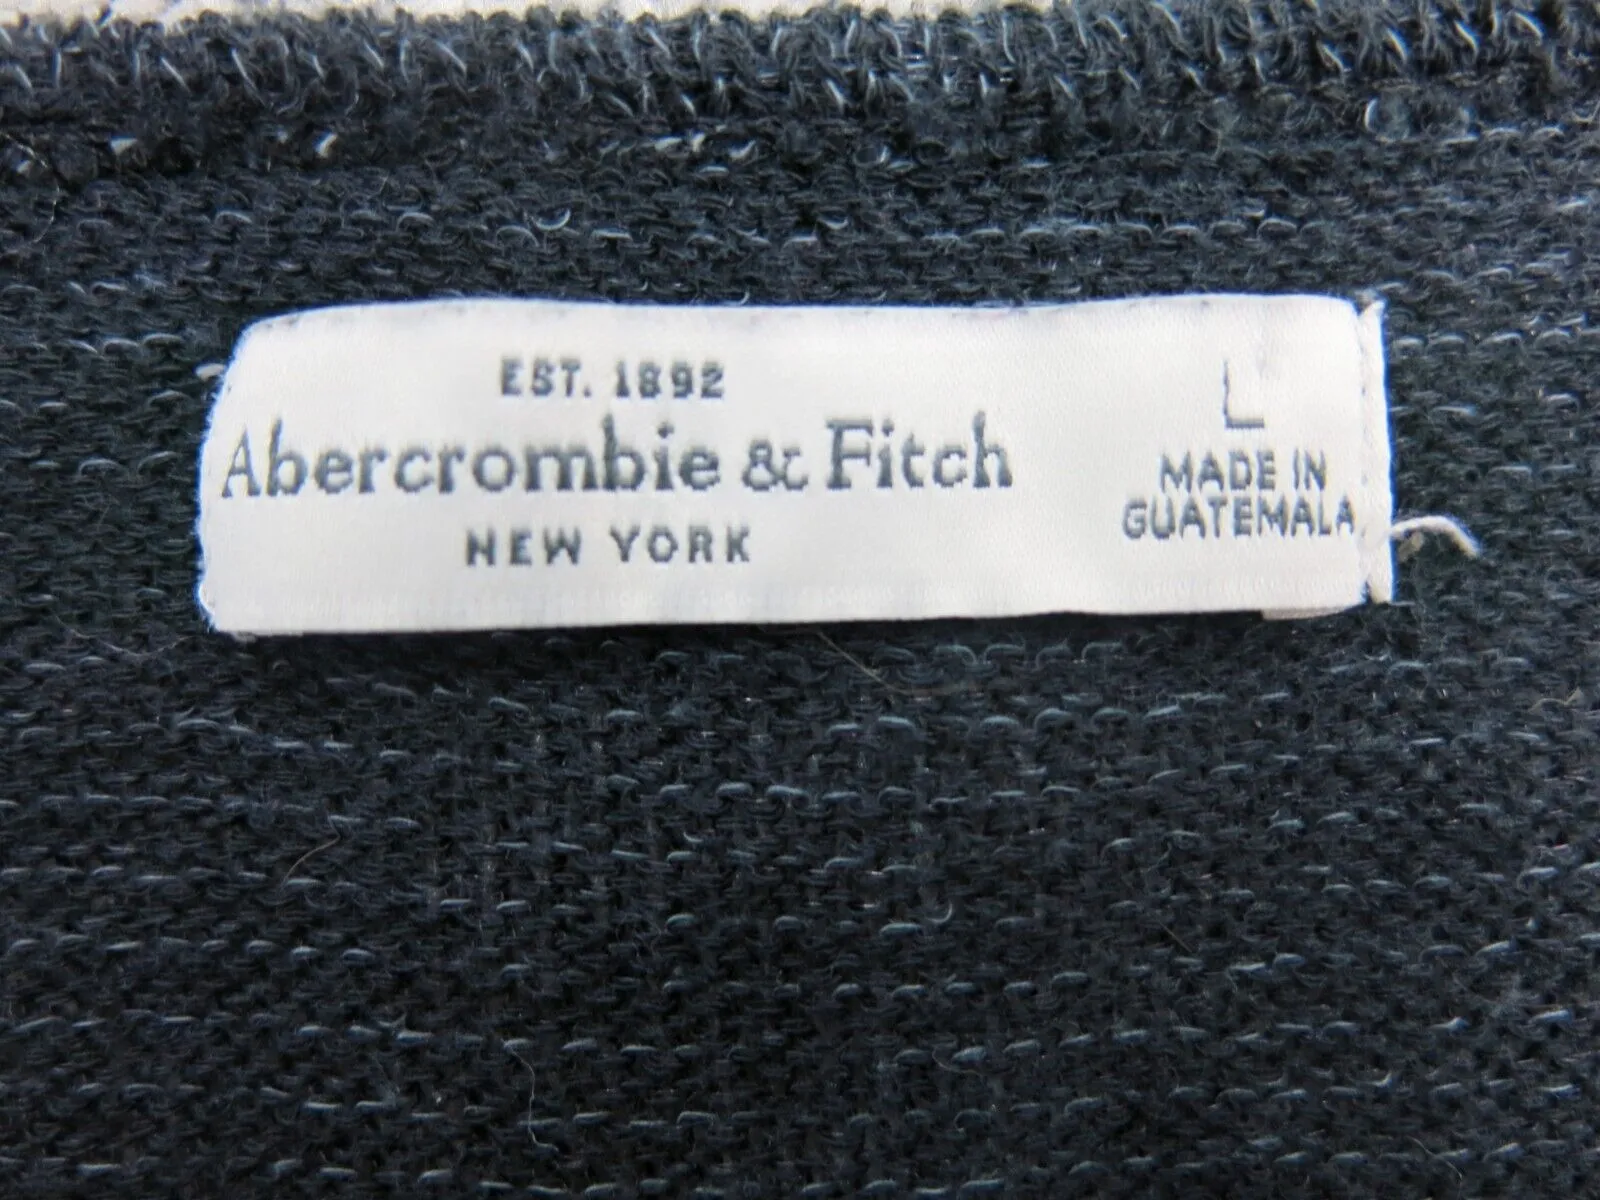 EST. 1892
Abercrombie & Fitch
NEW YORK
L
MADE IN
GUATEMALA